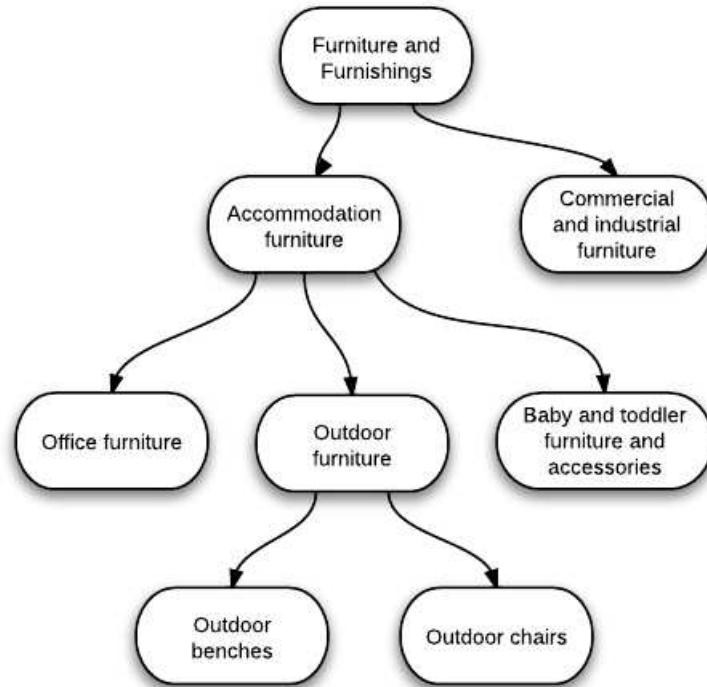 Furniture and
Furnishings
Accommodation
furniture
Commercial
and industrial
furniture
Office furniture
Outdoor
furniture
Baby and toddler
furniture and
accessories
Outdoor
benches
Outdoor chairs